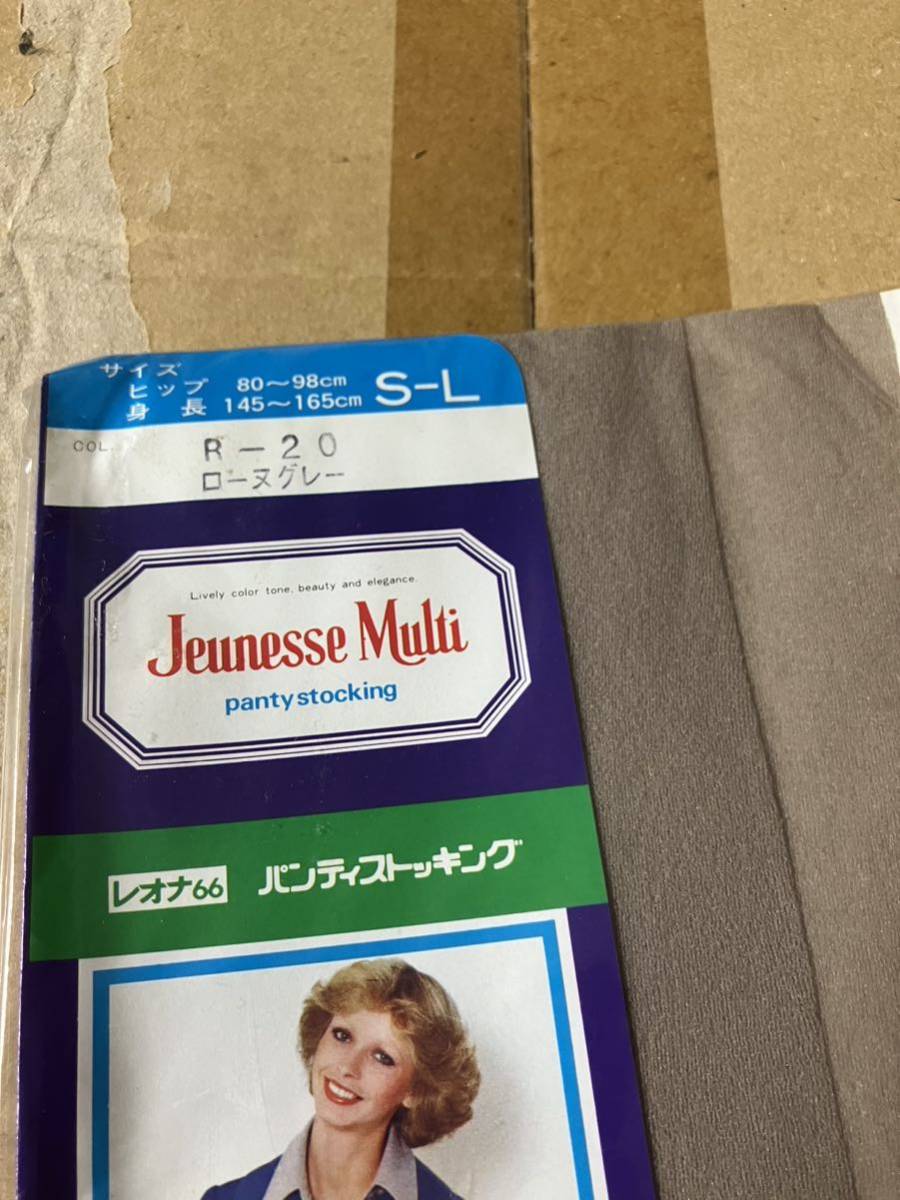 サイズ
ヒップ 80〜98cm
身長 145〜165cm S-L
COL. R-20
ローヌグレー
Lively color tone, beauty and elegance.
Jeunesse Multi
panty stocking
レオナ66 パンティストッキング